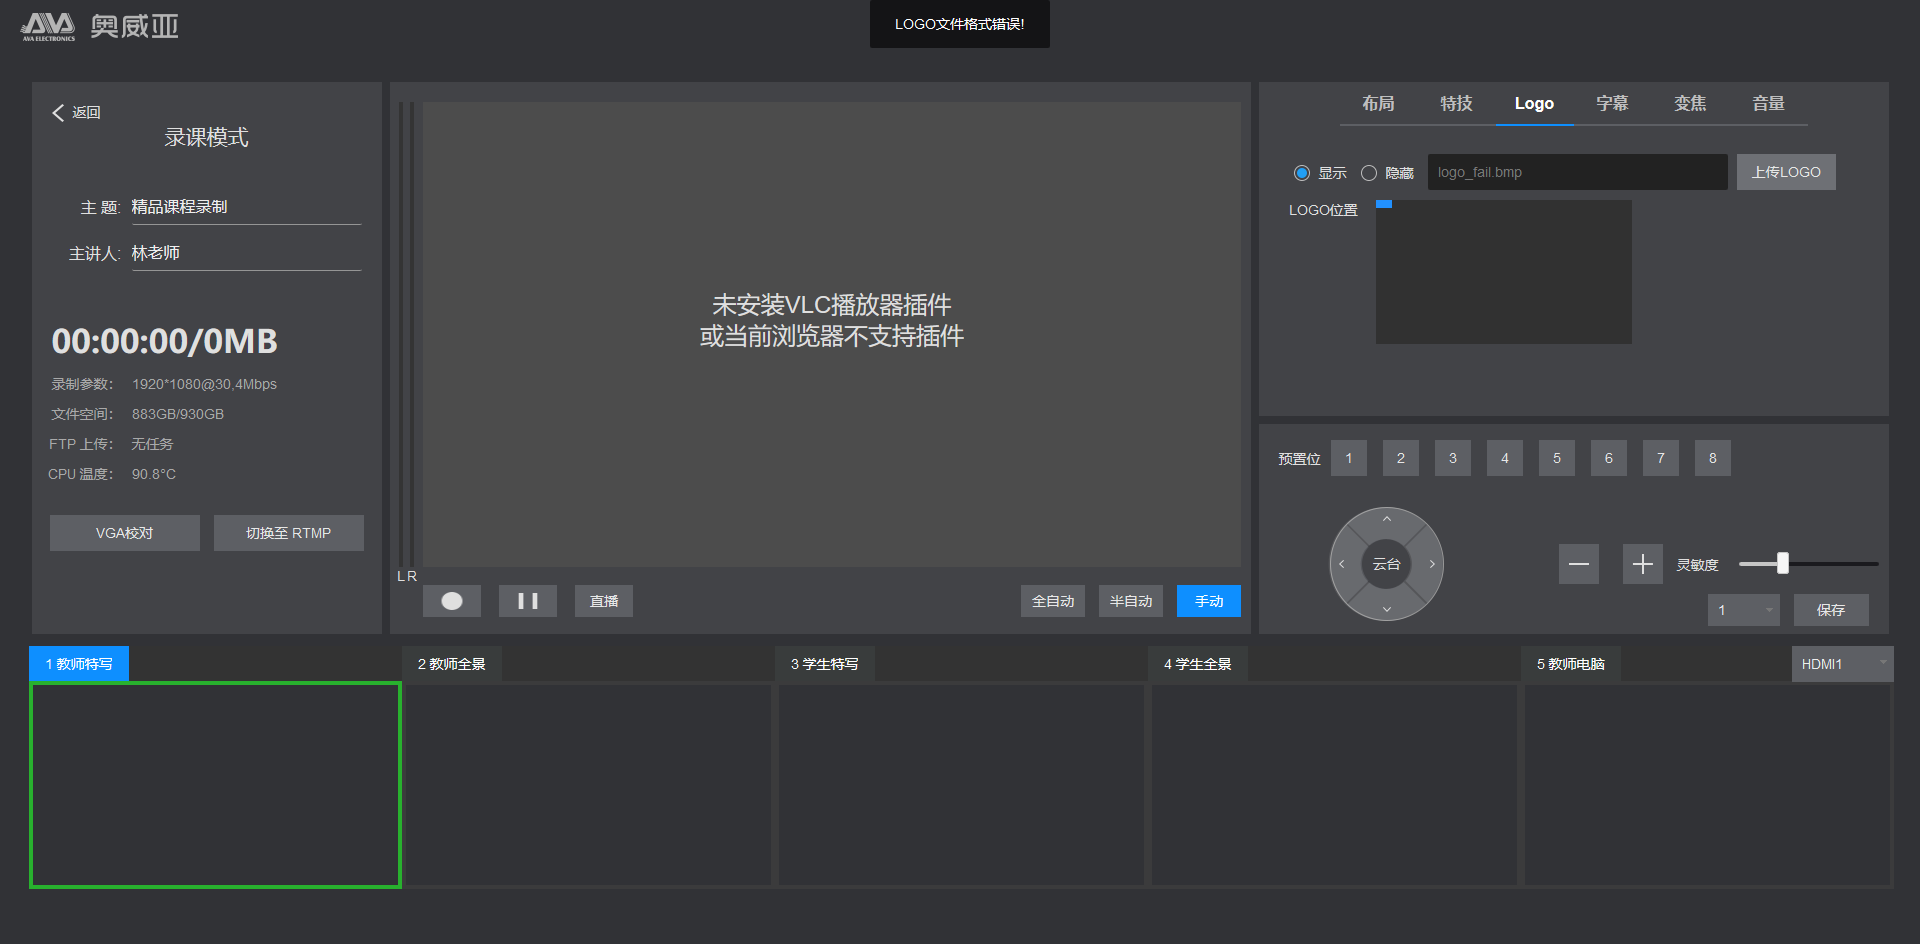 AVA
AVA ELECTRONICS
奥威亚
LOGO文件格式错误!
返回
录课模式
主 题: 精品课程录制
主讲人: 林老师
00:00:00/0MB
录制参数: 1920*1080@30,4Mbps
文件空间: 883GB/930GB
FTP 上传: 无任务
CPU 温度: 90.8°C
VGA校对 切换至 RTMP
未安装VLC播放器插件
或当前浏览器不支持插件
L R
直播 全自动 半自动 手动
布局 特技 Logo 字幕 变焦 音量
显示 隐藏 logo_fail.bmp 上传LOGO
LOGO位置
预置位 1 2 3 4 5 6 7 8
云台 灵敏度
1 保存
1 教师特写 2 教师全景 3 学生特写 4 学生全景 5 教师电脑 HDMI1